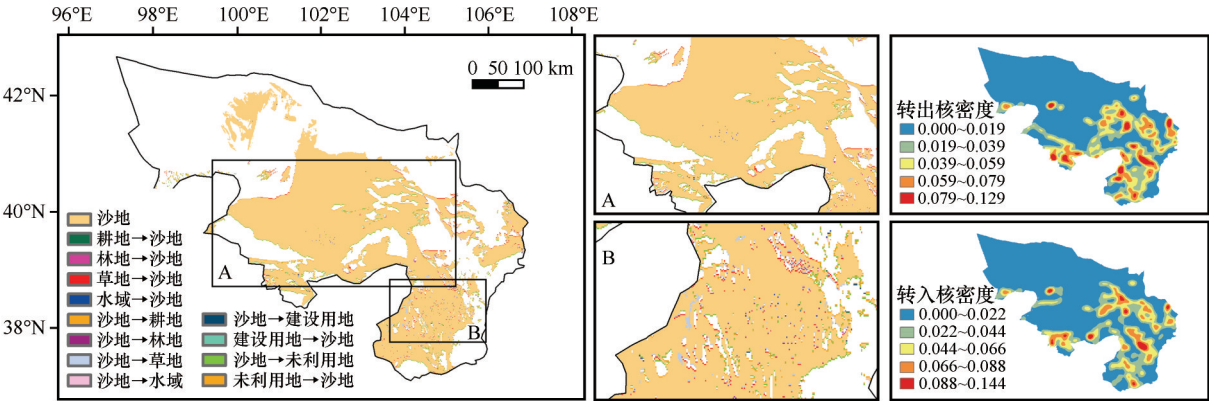 96°E 98°E 100°E 102°E 104°E 106°E 108°E
0 50 100 km
42°N
40°N
38°N
A
B
沙地
耕地→沙地
林地→沙地
草地→沙地
水域→沙地
沙地→耕地
沙地→林地
沙地→草地
沙地→水域
沙地→建设用地
建设用地→沙地
沙地→未利用地
未利用地→沙地
A
B
转出核密度
0.000~0.019
0.019~0.039
0.039~0.059
0.059~0.079
0.079~0.129
转入核密度
0.000~0.022
0.022~0.044
0.044~0.066
0.066~0.088
0.088~0.144